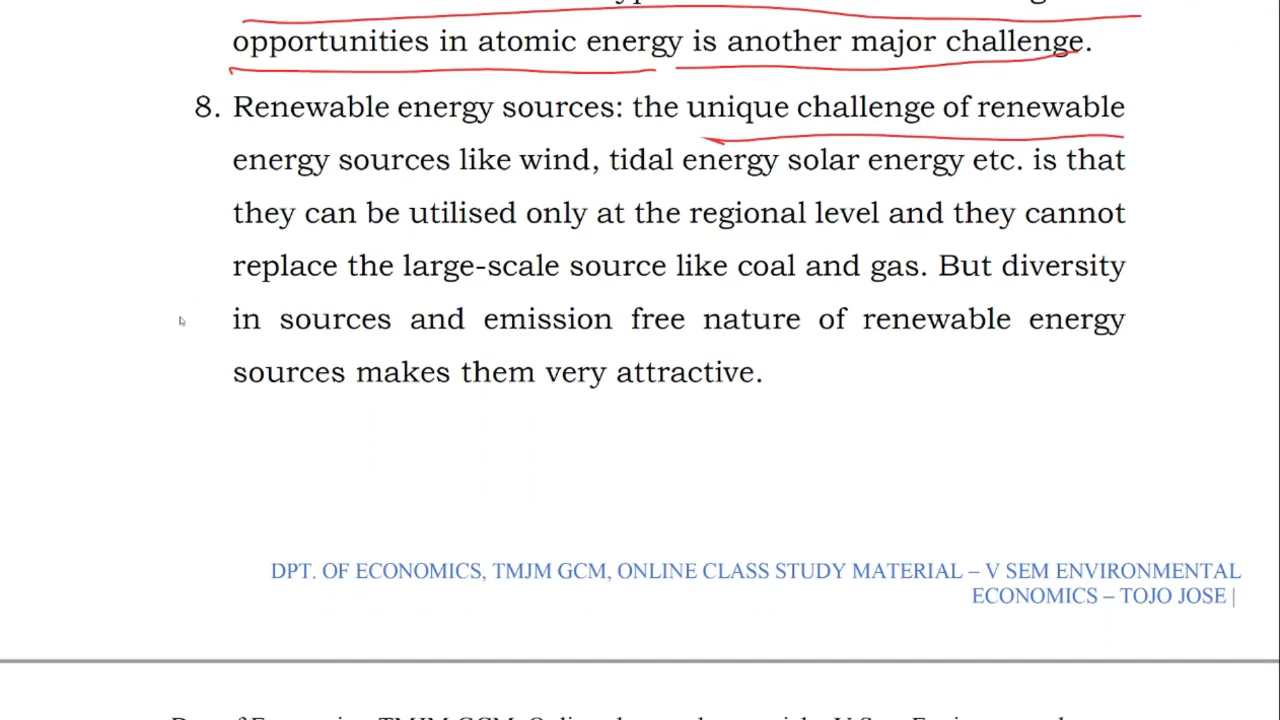 opportunities in atomic energy is another major challenge.
8. Renewable energy sources: the unique challenge of renewable
energy sources like wind, tidal energy solar energy etc. is that
they can be utilised only at the regional level and they cannot
replace the large-scale source like coal and gas. But diversity
in sources and emission free nature of renewable energy
sources makes them very attractive.
DPT. OF ECONOMICS, TMJM GCM, ONLINE CLASS STUDY MATERIAL – V SEM ENVIRONMENTAL
ECONOMICS – TOJO JOSE |